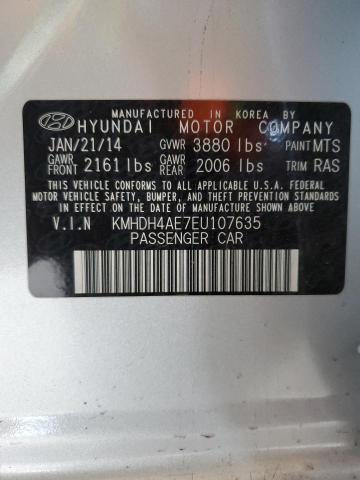 MANUFACTURED IN KOREA BY
HYUNDAI MOTOR COMPANY
JAN/21/14 GVWR 3880 lbs PAINT MTS
GAWR FRONT 2161 lbs GAWR REAR 2006 lbs TRIM RAS
THIS VEHICLE CONFORMS TO ALL APPLICABLE U.S.A. FEDERAL
MOTOR VEHICLE SAFETY, BUMPER, AND THEFT PREVENTION
STANDARDS IN EFFECT ON THE DATE OF MANUFACTURE SHOWN ABOVE.
V.I.N KMHDH4AE7EU107635
PASSENGER CAR